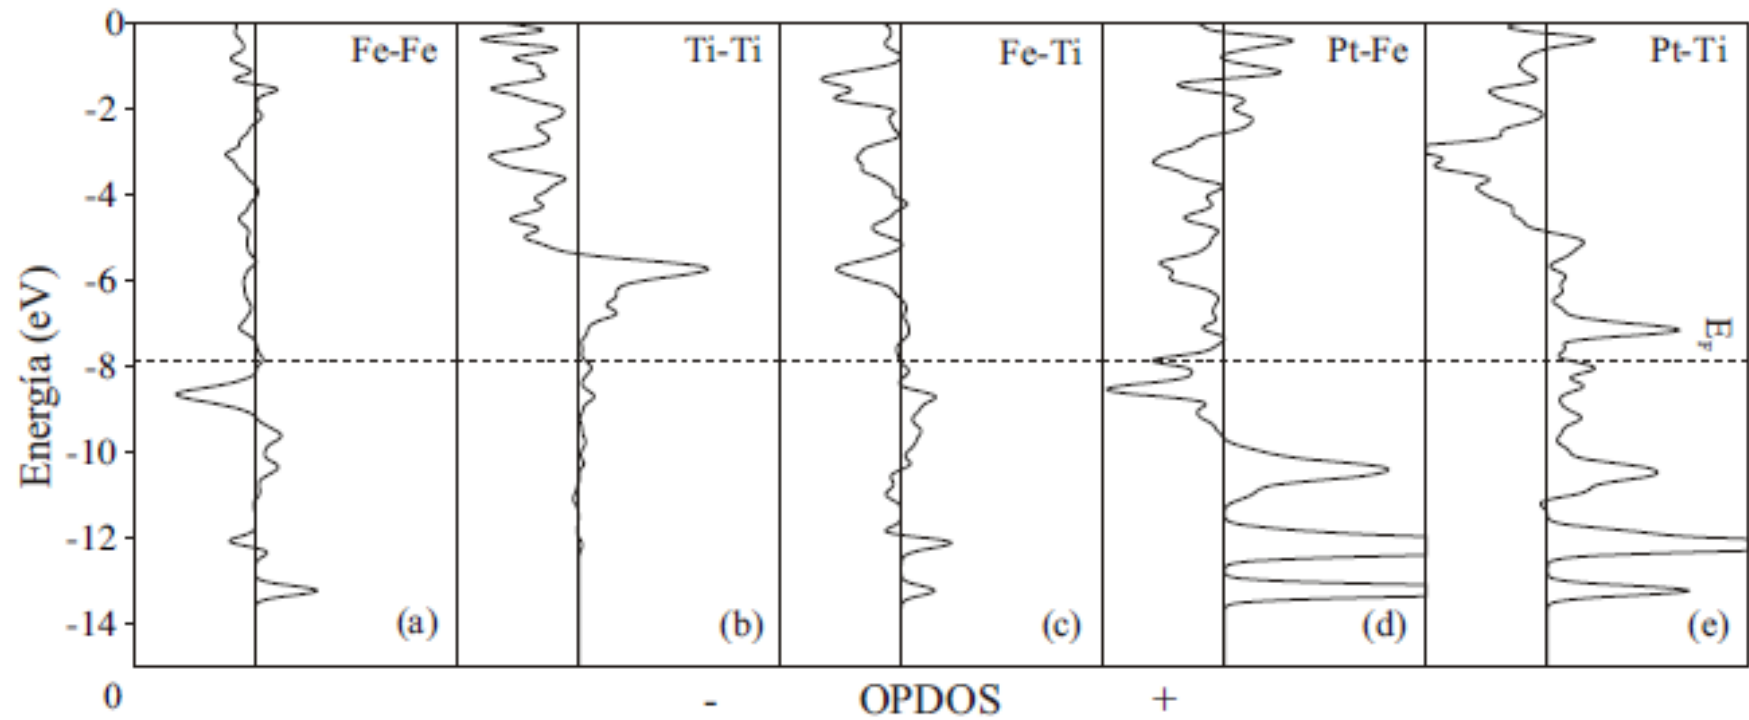 Fe-Fe Ti-Ti Fe-Ti Pt-Fe Pt-Ti
0
-2
-4
-6
-8
-10
-12
-14
Energía (eV)
E_F
(a) (b) (c) (d) (e)
0 - OPDOS +